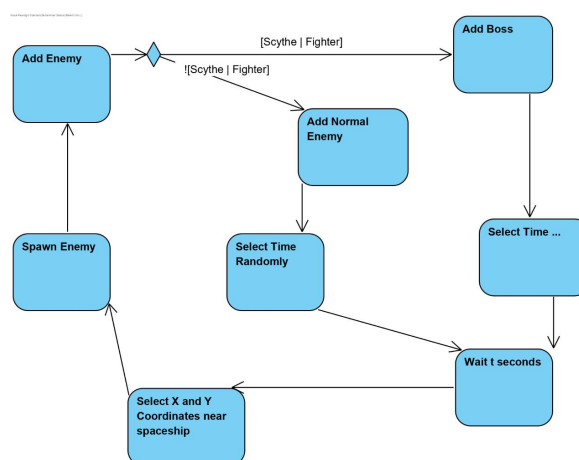 Add Enemy
[Scythe | Fighter]
Add Boss
![Scythe | Fighter]
Add Normal
Enemy
Spawn Enemy
Select Time
Randomly
Select Time ...
Wait t seconds
Select X and Y
Coordinates near
spaceship